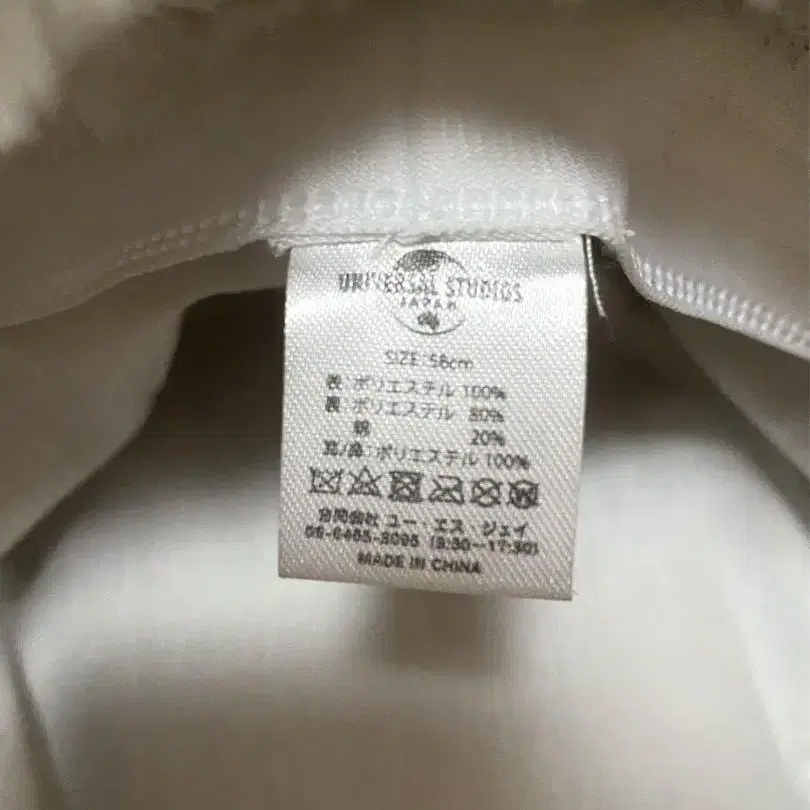 UNIVERSAL STUDIOS
JAPAN
SIZE:58cm
表:ポリエステル 100%
裏:ポリエステル 80%
綿 20%
耳/鼻:ポリエステル 100%
合同会社 ユー・エス・ジェイ
06-6465-3095 (9:30〜17:30)
MADE IN CHINA